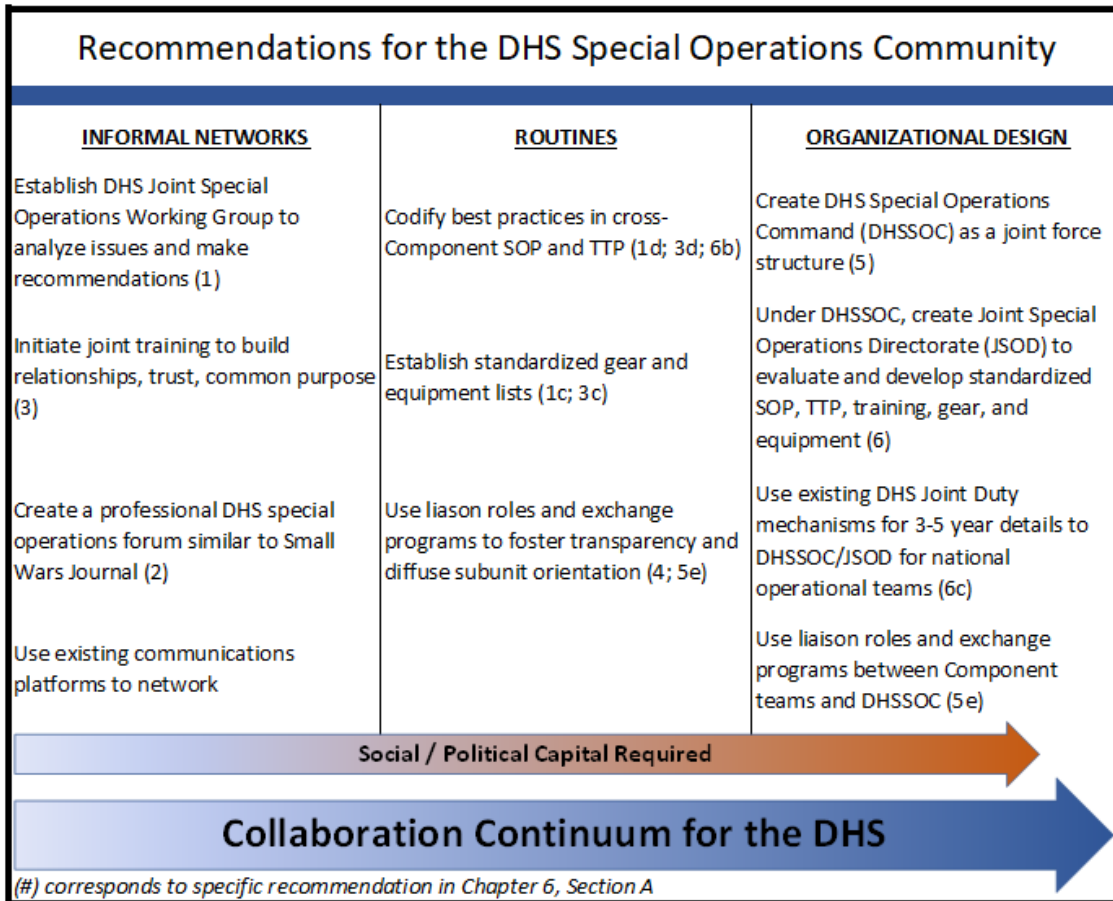 Recommendations for the DHS Special Operations Community
INFORMAL NETWORKS
Establish DHS Joint Special
Operations Working Group to
analyze issues and make
recommendations (1)
Initiate joint training to build
relationships, trust, common purpose
(3)
Create a professional DHS special
operations forum similar to Small
Wars Journal (2)
Use existing communications
platforms to network
ROUTINES
Codify best practices in cross-
Component SOP and TTP (1d; 3d; 6b)
Establish standardized gear and
equipment lists (1c; 3c)
Use liason roles and exchange
programs to foster transparency and
diffuse subunit orientation (4; 5e)
ORGANIZATIONAL DESIGN
Create DHS Special Operations
Command (DHSSOC) as a joint force
structure (5)
Under DHSSOC, create Joint Special
Operations Directorate (JSOD) to
evaluate and develop standardized
SOP, TTP, training, gear, and
equipment (6)
Use existing DHS Joint Duty
mechanisms for 3-5 year details to
DHSSOC/JSOD for national
operational teams (6c)
Use liaison roles and exchange
programs between Component
teams and DHSSOC (5e)
Social / Political Capital Required
Collaboration Continuum for the DHS
(#) corresponds to specific recommendation in Chapter 6, Section A